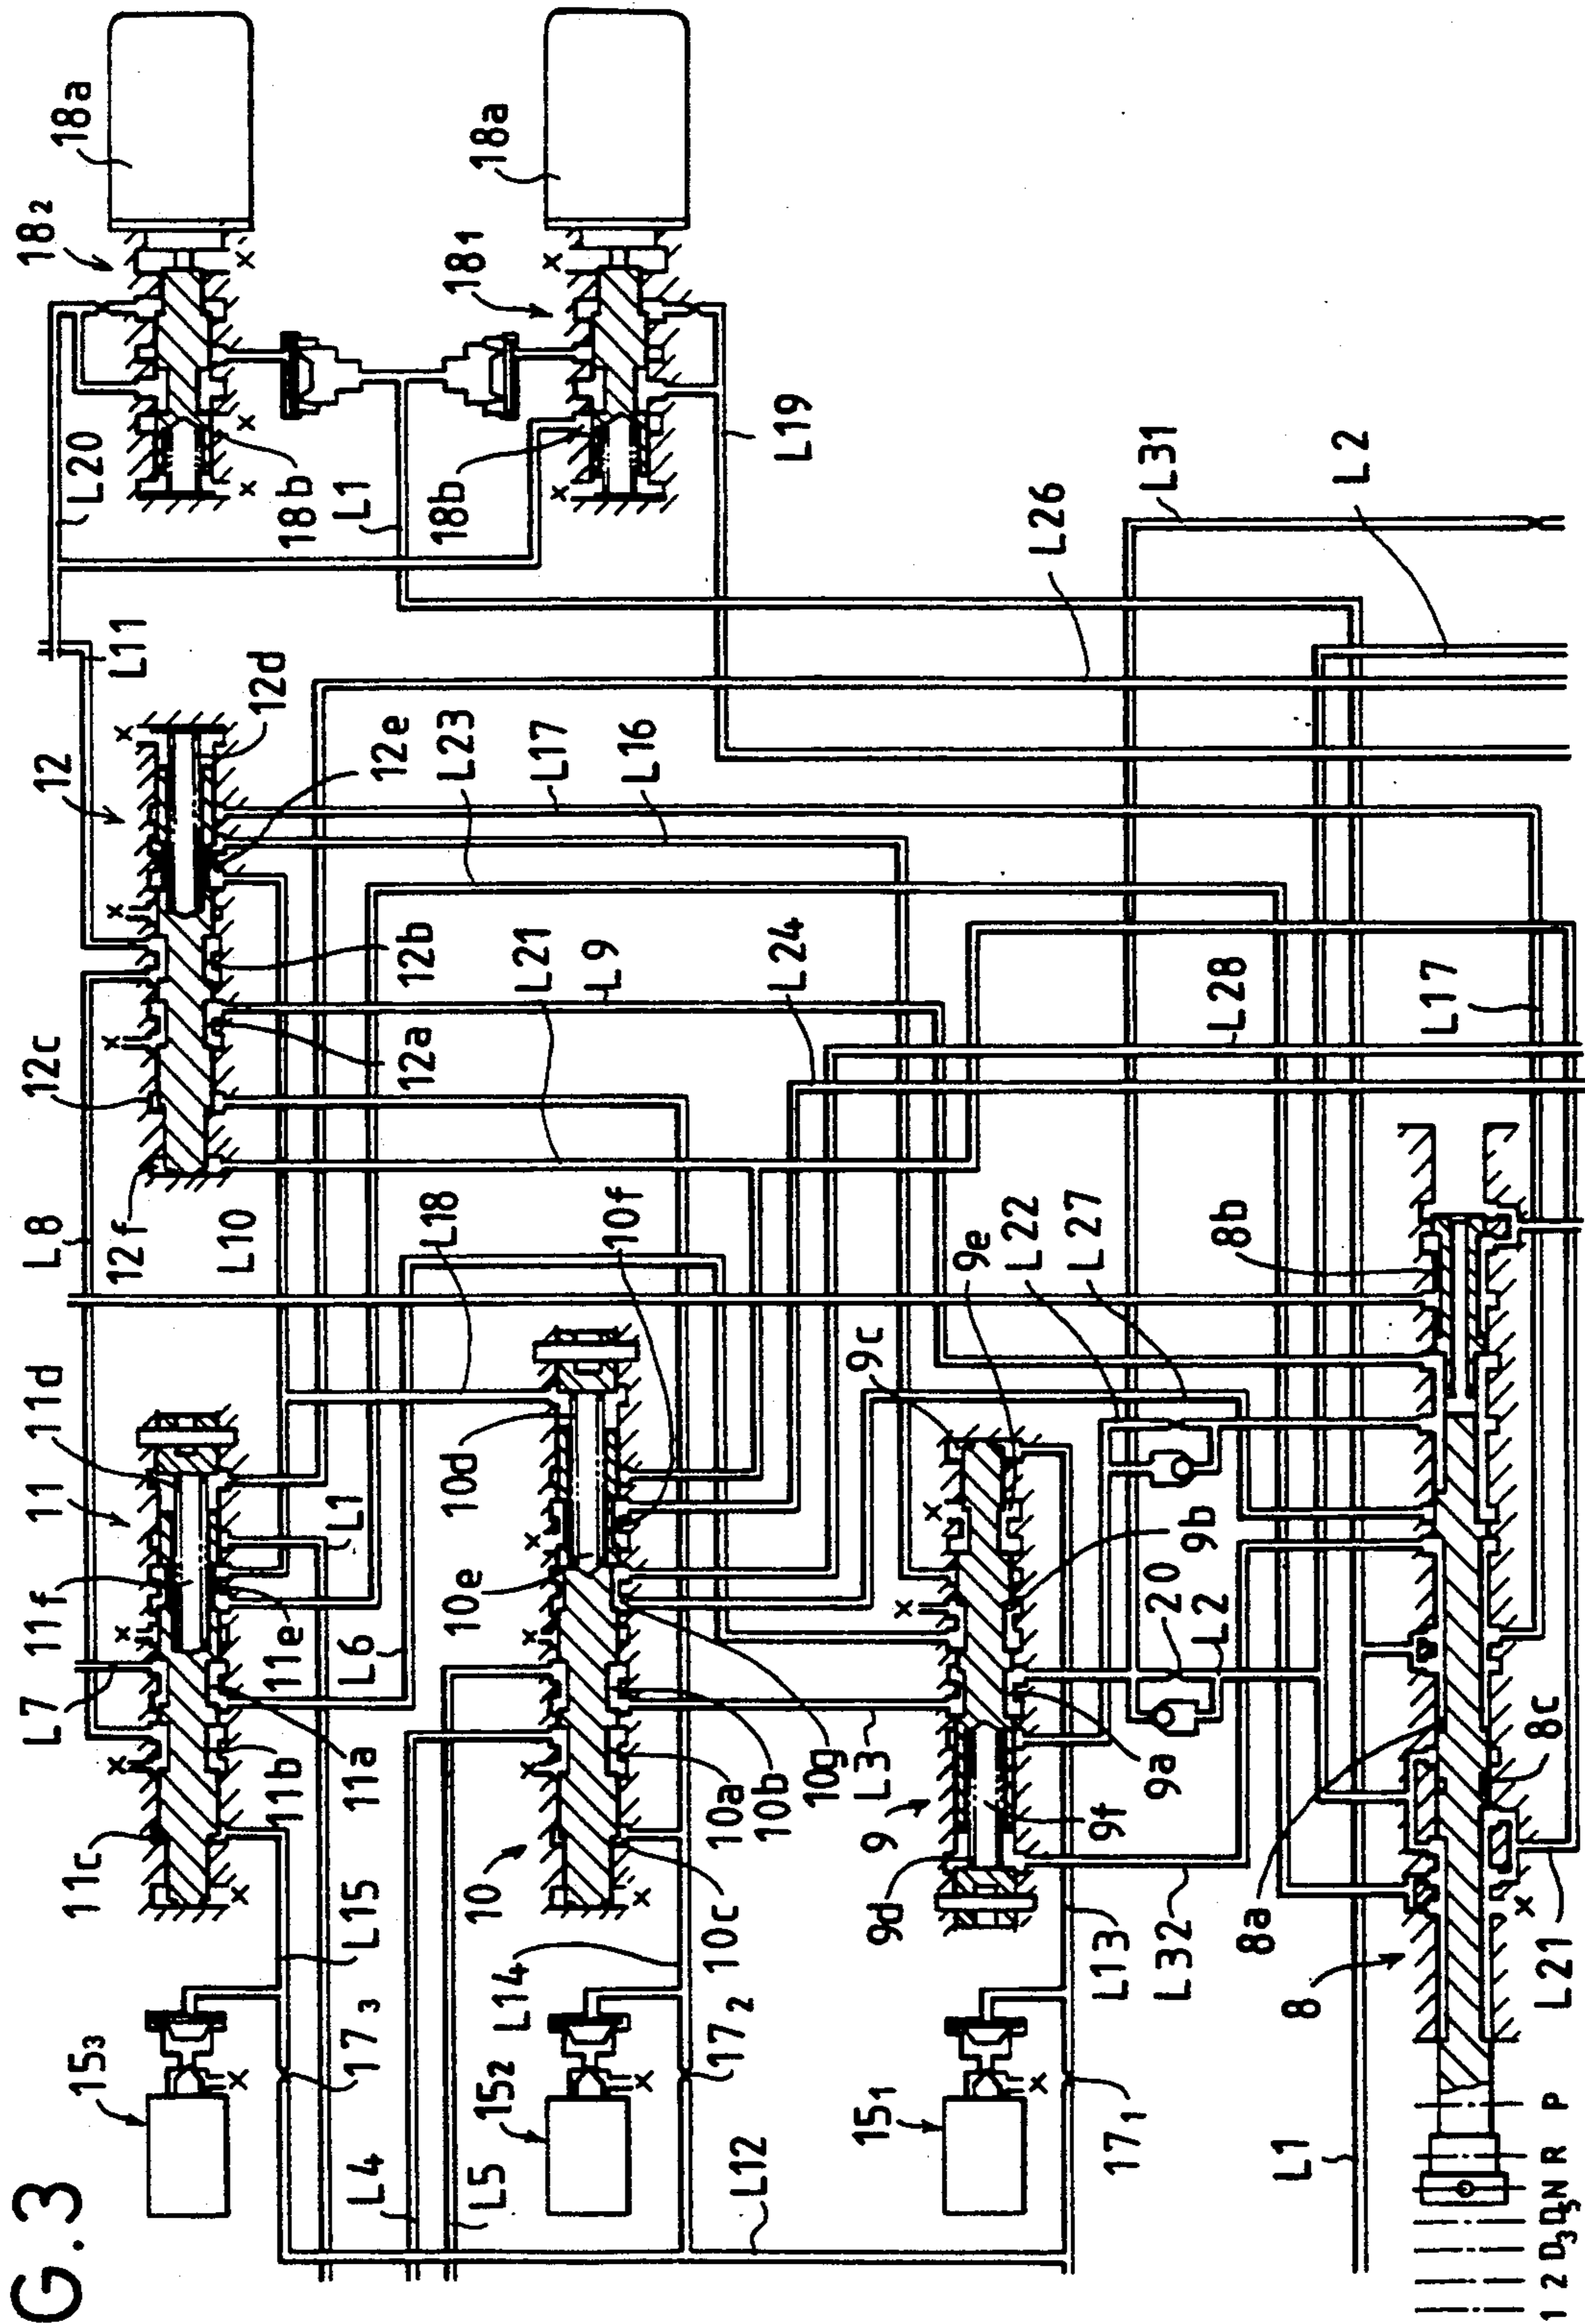 G.3
18a
18₂
18a
18₁
L20
18b
L1
18b
L19
L31
L2
L26
L11
12d
12
12e
L23
L17
L16
12b
L21
L9
L24
12c
12a
L28
L17
L8
12f
L10
L18
10f
9e
L22
L27
8b
11d
11
11f
L1
10d
9c
10e
9b
L7
11e
L6
20
L2
11b
11a
10a
10b
10g
L3
9
9f
9a
8c
11c
10
10c
9d
L13
L32
8a
8
L21
L15
L14
15₃
17₃
15₂
17₂
15₁
17₁
L4
L5
L12
L1
1 2 D₃ D₅ N R P